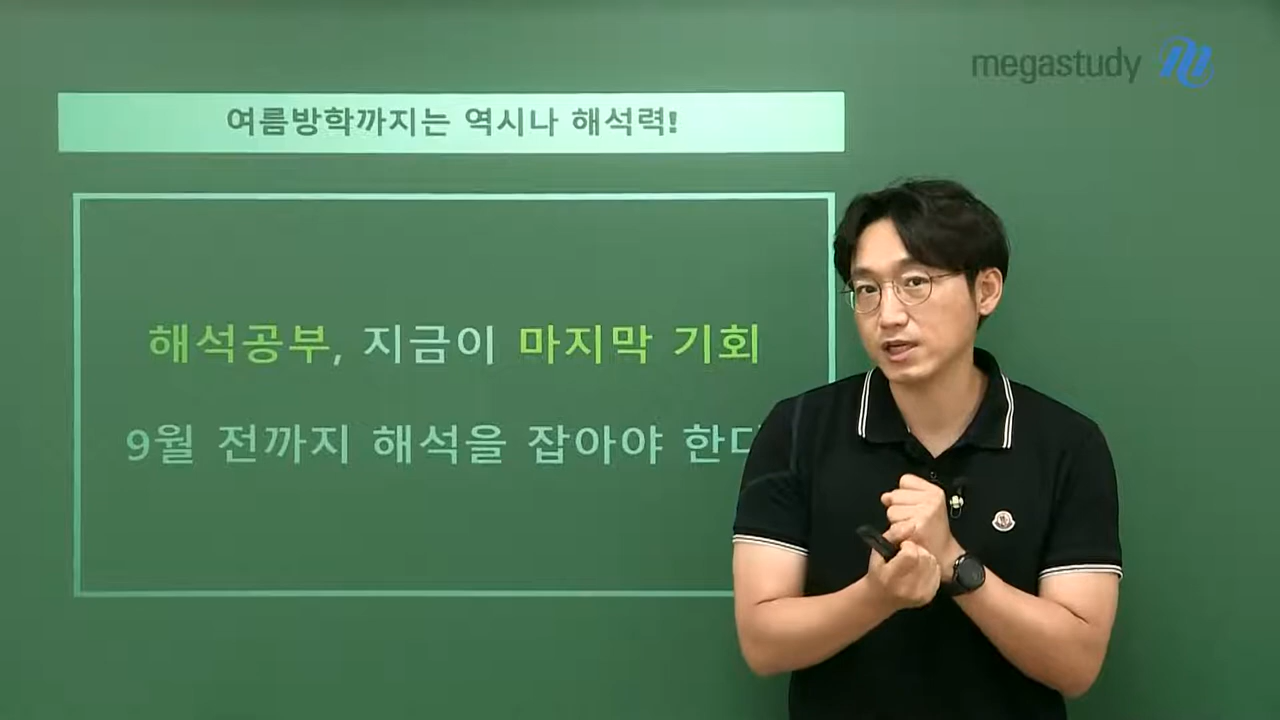 megastudy
여름방학까지는 역시나 해석력!
해석공부, 지금이 마지막 기회
9월 전까지 해석을 잡아야